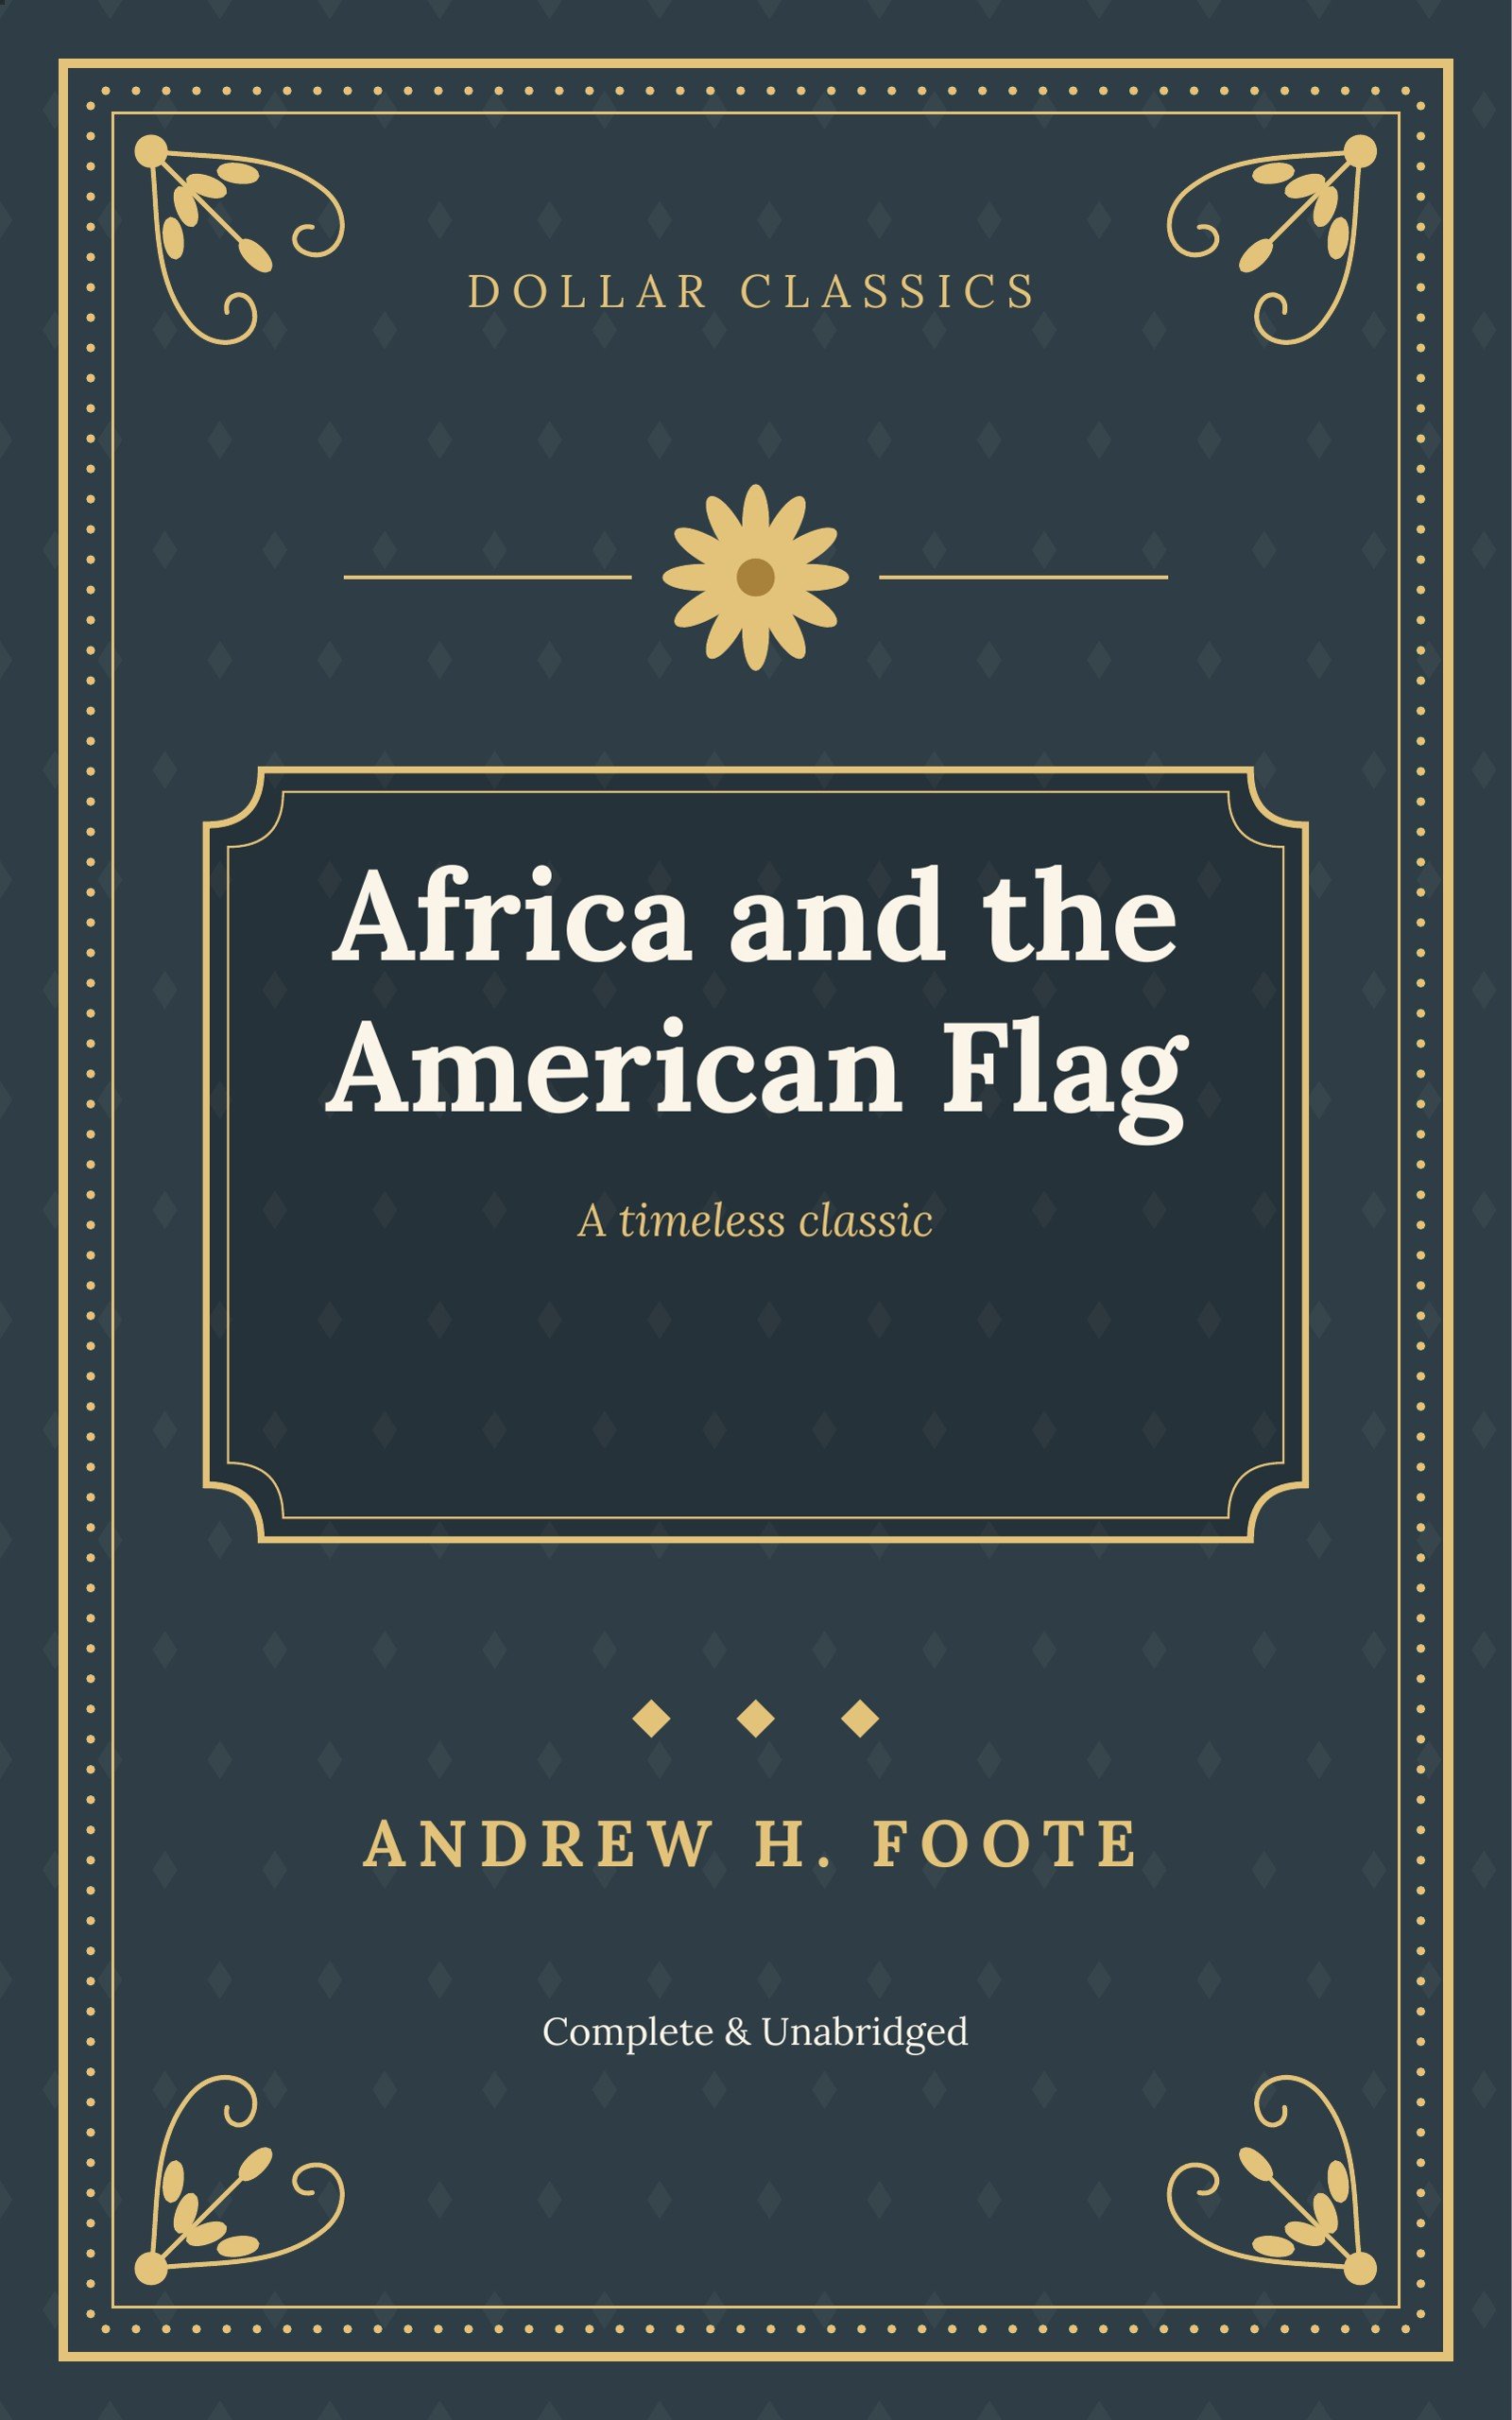 DOLLAR CLASSICS
Africa and the
American Flag
A timeless classic
ANDREW H. FOOTE
Complete & Unabridged